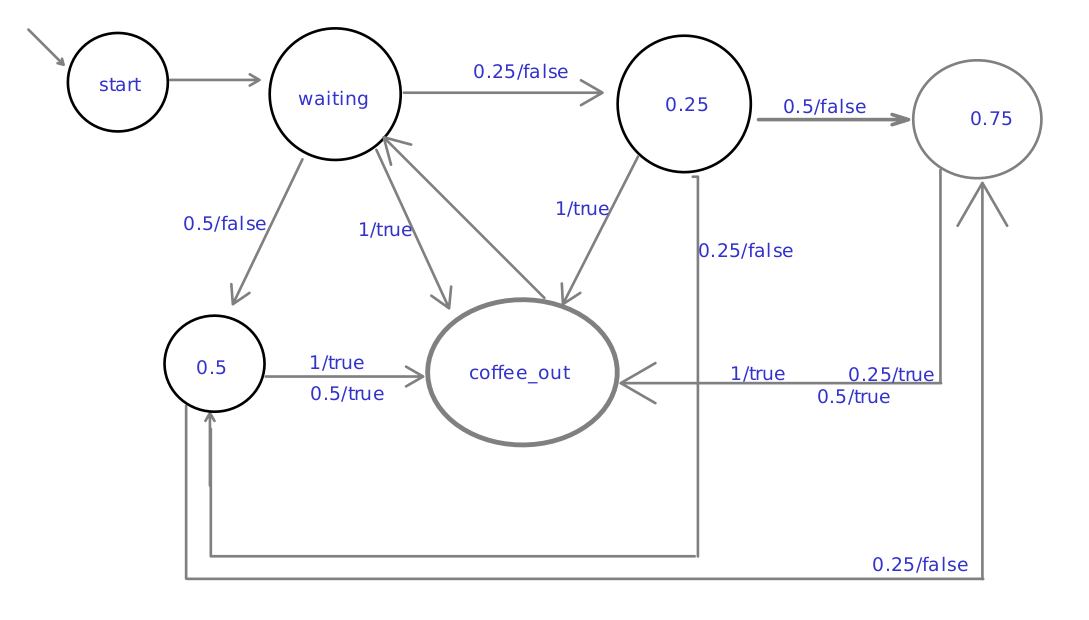 start
waiting
0.25/false
0.25
0.5/false
0.75
0.5/false
1/true
1/true
0.25/false
0.5
1/true
0.5/true
coffee_out
1/true
0.25/true
0.5/true
0.25/false